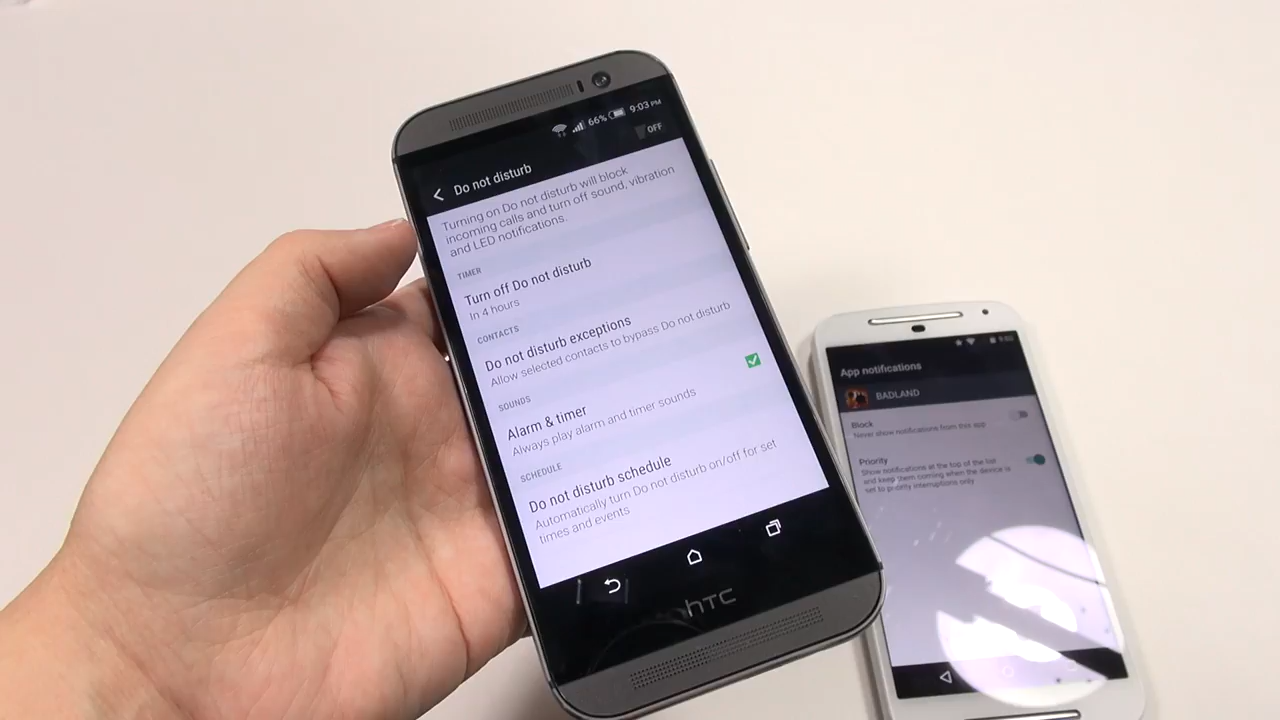 66% 9:03 PM
OFF
Do not disturb
Turning on Do not disturb will block
incoming calls and turn off sound, vibration
and LED notifications.
TIMER
Turn off Do not disturb
In 4 hours
CONTACTS
Do not disturb exceptions
Allow selected contacts to bypass Do not disturb
SOUNDS
Alarm & timer
Always play alarm and timer sounds
SCHEDULE
Do not disturb schedule
Automatically turn Do not disturb on/off for set
times and events
hTC
App notifications
BADLAND
Block
Never show notifications from this app
Priority
Show notifications at the top of the list
and keep them coming when the device is
set to priority interruptions only